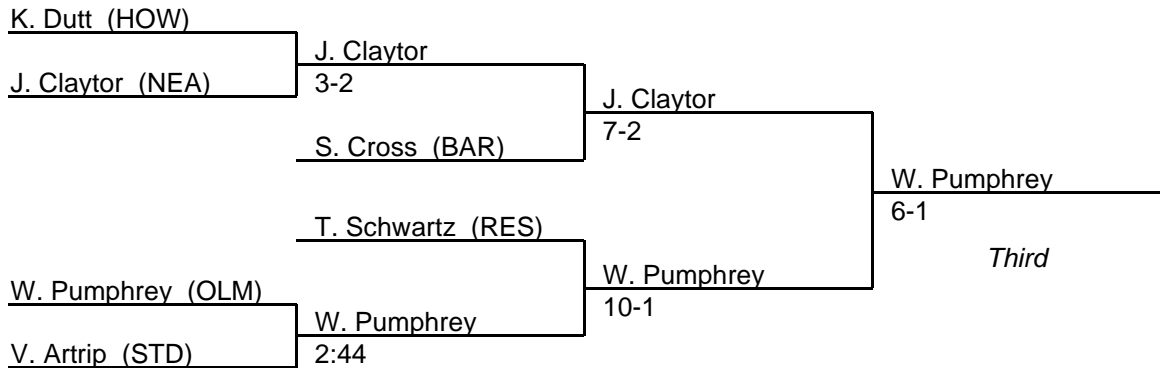 K. Dutt (HOW)
J. Claytor
J. Claytor (NEA)
3-2
J. Claytor
7-2
S. Cross (BAR)
W. Pumphrey
6-1
T. Schwartz (RES)
Third
W. Pumphrey
W. Pumphrey (OLM)
10-1
W. Pumphrey
V. Artrip (STD)
2:44